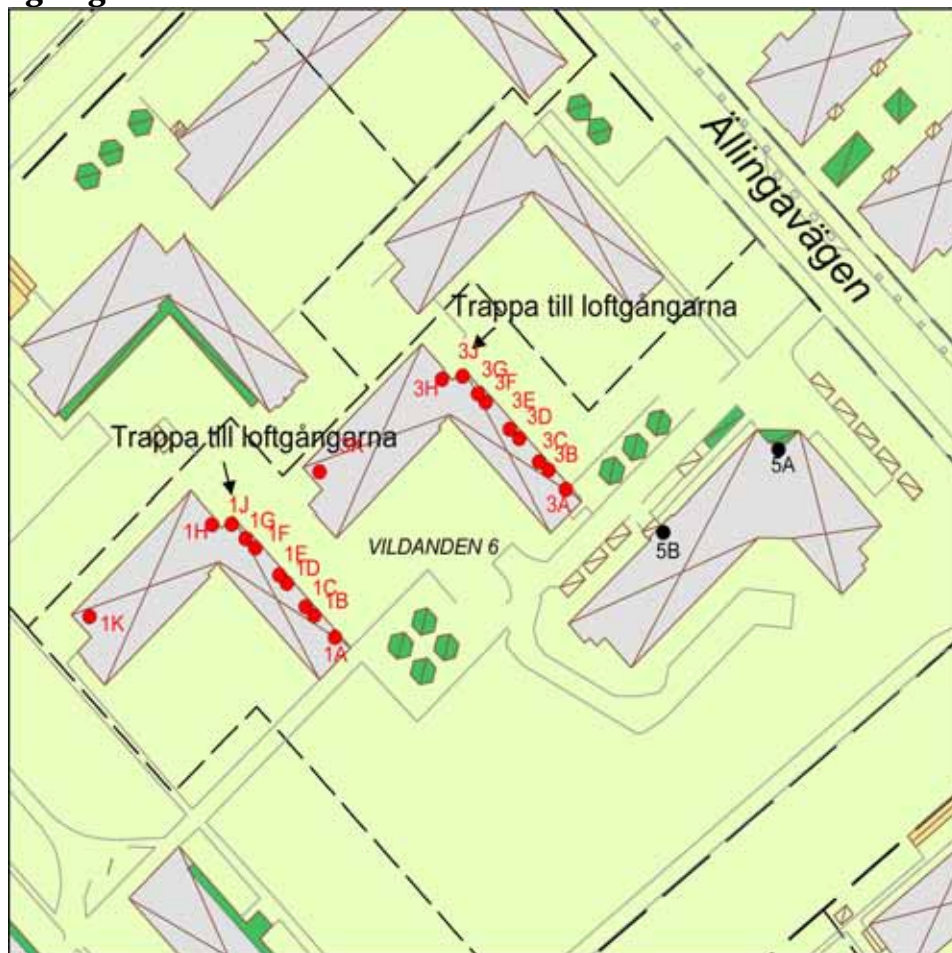 Ällingavägen
Trappa till loftgångarna
3J
3H
3G
3F
3E
3D
3C
3B
3A
Trappa till loftgångarna
1J
1H
1G
1F
1E
1D
1C
1B
1A
1K
VILDANDEN 6
5A
5B